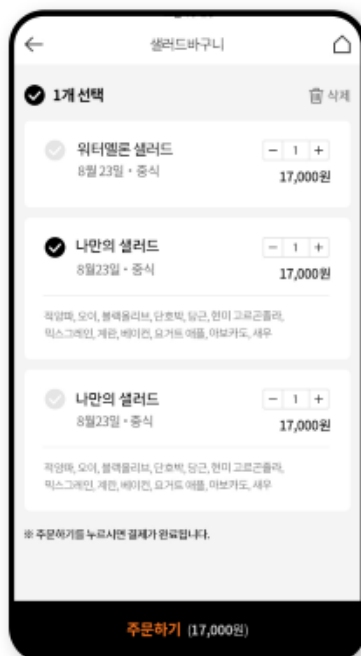 샐러드바구니
1개 선택 삭제
워터멜론 샐러드 - 1 +
8월 23일 • 중식 17,000원
나만의 샐러드 - 1 +
8월23일 • 중식 17,000원
적양파, 오이, 블랙올리브, 단호박, 당근, 현미 고르곤졸라,
믹스그레인, 계란, 베이컨, 요거트 애플, 아보카도, 새우
나만의 샐러드 - 1 +
8월23일 • 중식 17,000원
적양파, 오이, 블랙올리브, 단호박, 당근, 현미 고르곤졸라,
믹스그레인, 계란, 베이컨, 요거트 애플, 아보카도, 새우
※ 주문하기를 누르시면 결제가 완료됩니다.
주문하기 (17,000원)